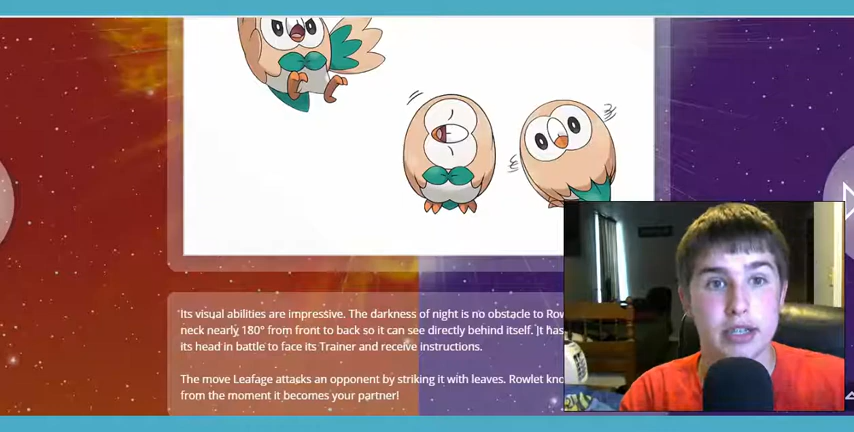 Its visual abilities are impressive. The darkness of night is no obstacle to
neck nearly 180° from front to back so it can see directly behind itself. It has
its head in battle to face its Trainer and receive instructions.
The move Leafage attacks an opponent by striking it with leaves. Rowlet
from the moment it becomes your partner!